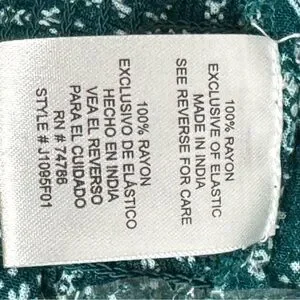 100% RAYON
EXCLUSIVE OF ELASTIC
MADE IN INDIA
SEE REVERSE FOR CARE
100% RAYON
EXCLUSIVO DE ELÁSTICO
HECHO EN INDIA
VEA EL REVERSO
PARA EL CUIDADO
RN # 74786
STYLE # J1095F01